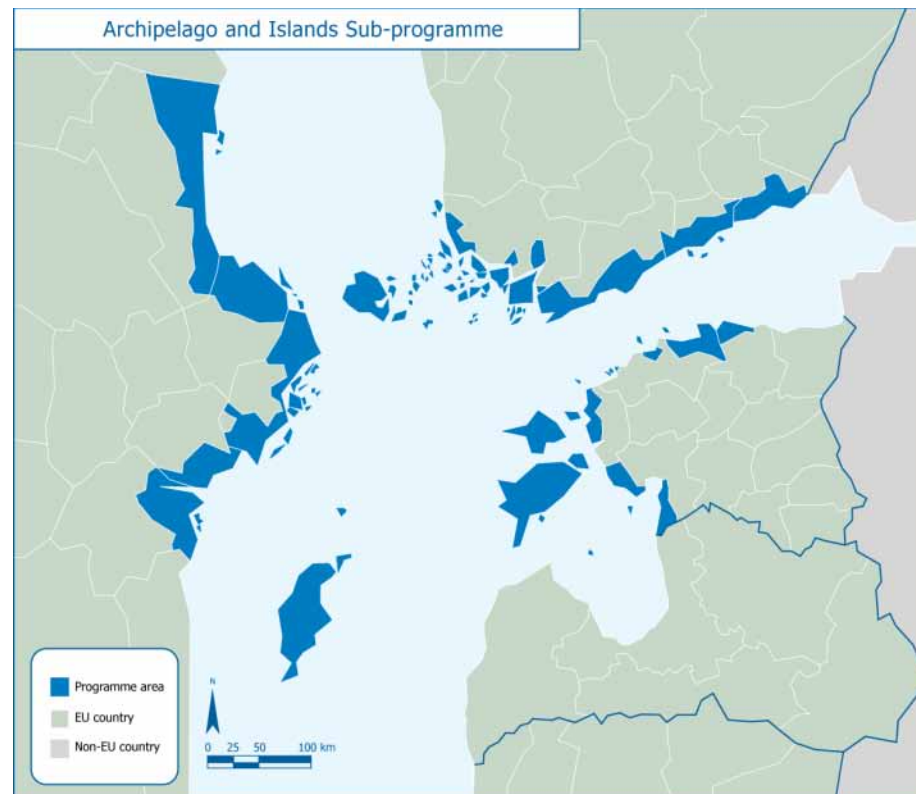 Archipelago and Islands Sub-programme
Programme area
EU country
Non-EU country
N
0 25 50 100 km